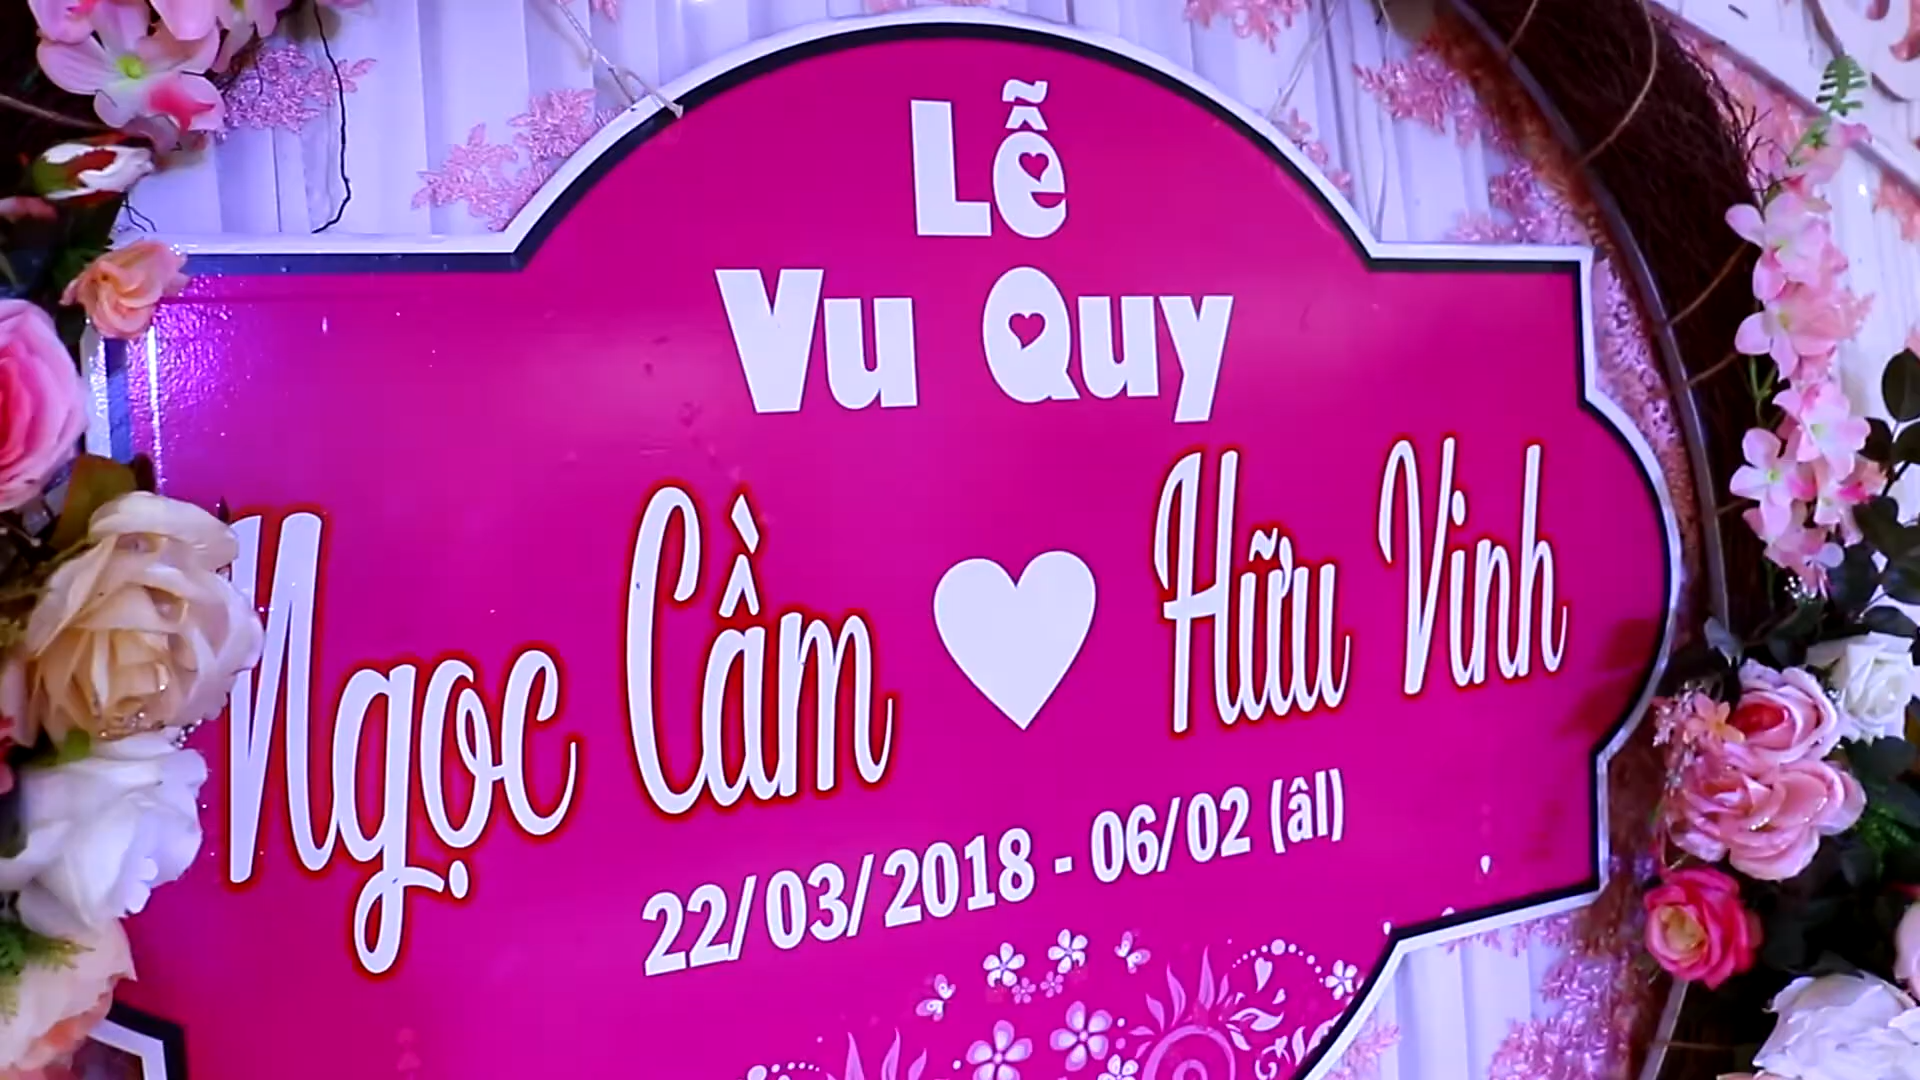 Lễ
Vu Quy
Ngọc Cầm Hữu Vinh
22/03/2018 - 06/02 (âl)